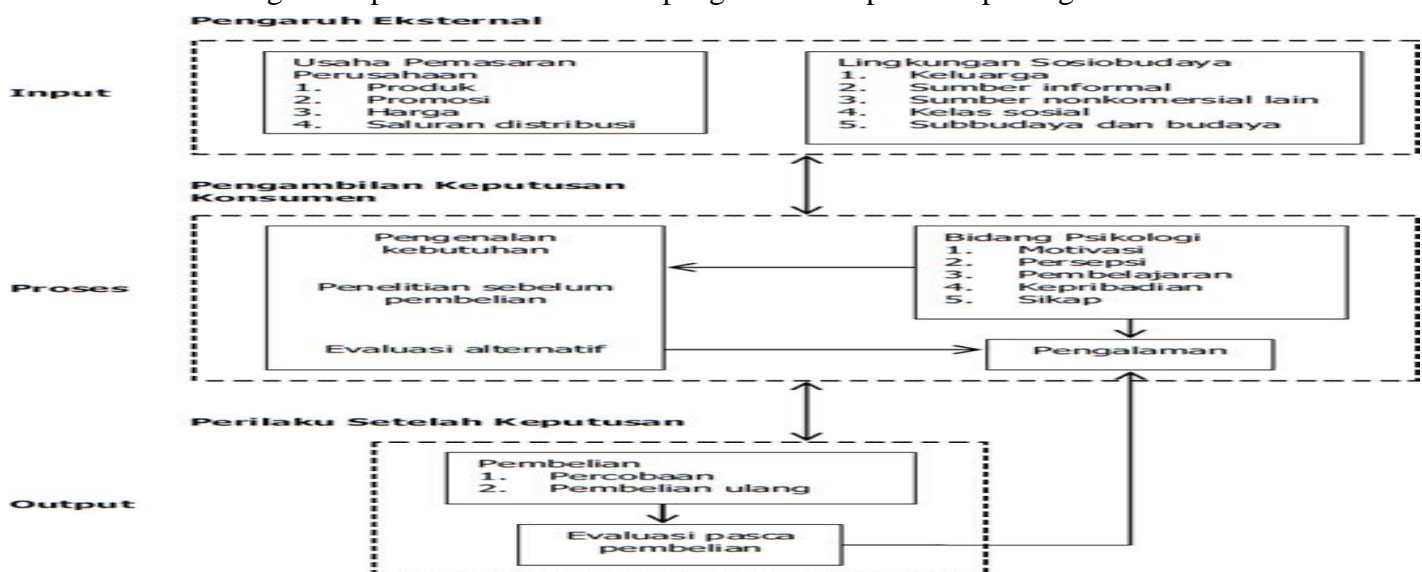 Pengaruh Eksternal
Input
Usaha Pemasaran
Perusahaan
1. Produk
2. Promosi
3. Harga
4. Saluran distribusi
Lingkungan Sosiobudaya
1. Keluarga
2. Sumber informal
3. Sumber nonkomersial lain
4. Kelas sosial
5. Subbudaya dan budaya
Pengambilan Keputusan
Konsumen
Proses
Pengenalan
kebutuhan
Penelitian sebelum
pembelian
Evaluasi alternatif
Bidang Psikologi
1. Motivasi
2. Persepsi
3. Pembelajaran
4. Kepribadian
5. Sikap
Pengalaman
Perilaku Setelah Keputusan
Output
Pembelian
1. Percobaan
2. Pembelian ulang
Evaluasi pasca
pembelian